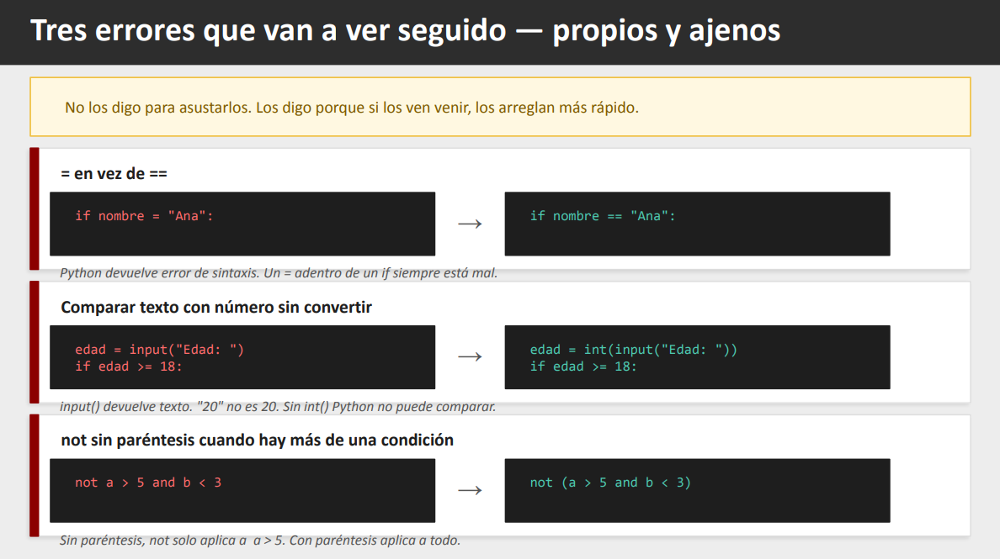 Tres errores que van a ver seguido — propios y ajenos
No los digo para asustarlos. Los digo porque si los ven venir, los arreglan más rápido.
= en vez de ==
if nombre = "Ana":
→
if nombre == "Ana":
Python devuelve error de sintaxis. Un = adentro de un if siempre está mal.
Comparar texto con número sin convertir
edad = input("Edad: ")
if edad >= 18:
→
edad = int(input("Edad: "))
if edad >= 18:
input() devuelve texto. "20" no es 20. Sin int() Python no puede comparar.
not sin paréntesis cuando hay más de una condición
not a > 5 and b < 3
→
not (a > 5 and b < 3)
Sin paréntesis, not solo aplica a a > 5. Con paréntesis aplica a todo.